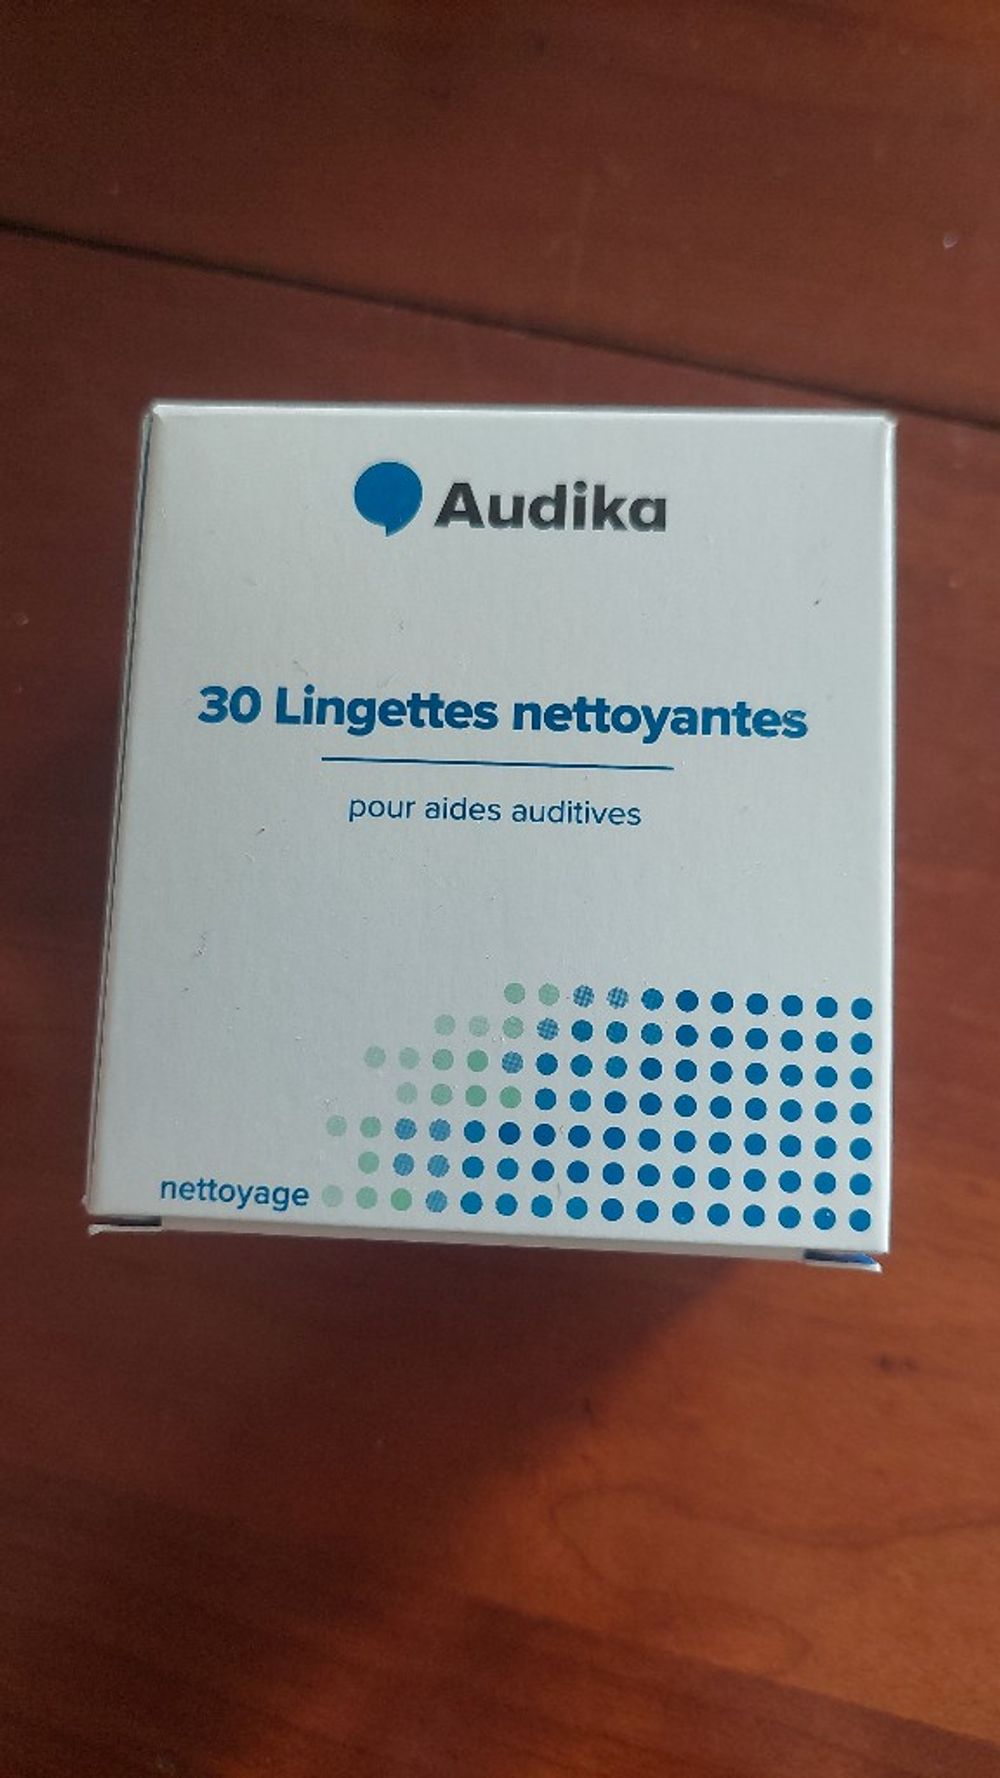 Audika
30 Lingettes nettoyantes
pour aides auditives
nettoyage